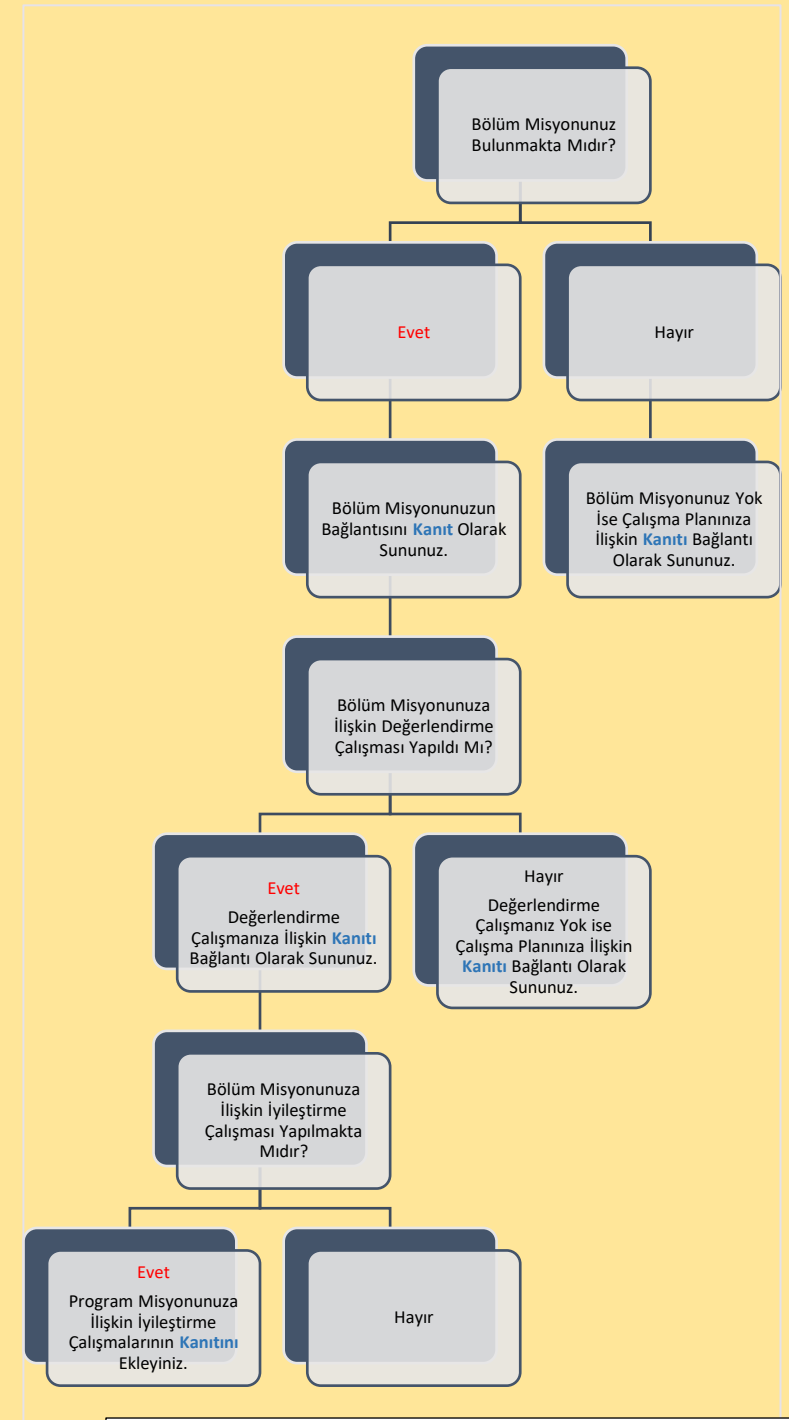 Bölüm Misyonunuz
Bulunmakta Mıdır?
Evet
Hayır
Bölüm Misyonunuzun
Bağlantısını Kanıt Olarak
Sununuz.
Bölüm Misyonunuz Yok
İse Çalışma Planınıza
İlişkin Kanıtı Bağlantı
Olarak Sununuz.
Bölüm Misyonunuza
İlişkin Değerlendirme
Çalışması Yapıldı Mı?
Evet
Değerlendirme
Çalışmanıza İlişkin Kanıtı
Bağlantı Olarak Sununuz.
Hayır
Değerlendirme
Çalışmanız Yok ise
Çalışma Planınıza İlişkin
Kanıtı Bağlantı Olarak
Sununuz.
Bölüm Misyonunuza
İlişkin İyileştirme
Çalışması Yapılmakta
Mıdır?
Evet
Program Misyonunuza
İlişkin İyileştirme
Çalışmalarının Kanıtını
Ekleyiniz.
Hayır